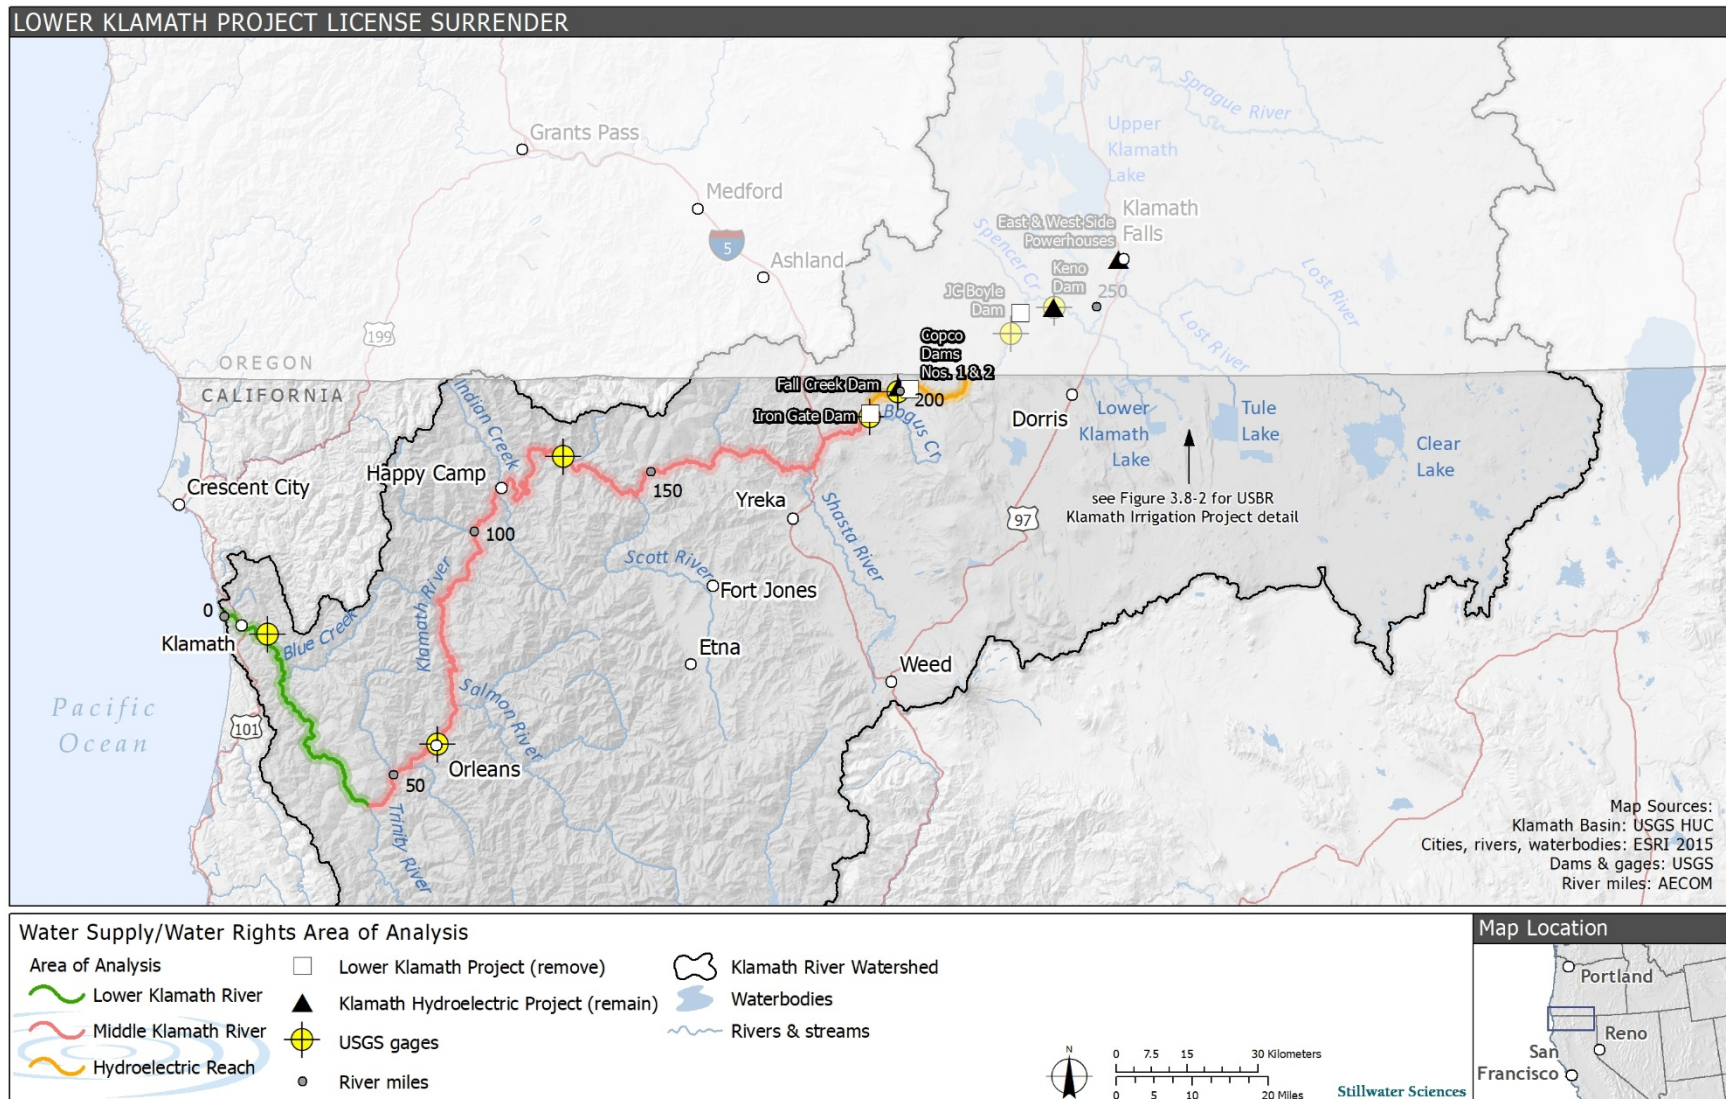 LOWER KLAMATH PROJECT LICENSE SURRENDER
Grants Pass
Medford
5
Ashland
199
Sprague River
Upper
Klamath
Lake
Klamath
Falls
East & West Side
Powerhouses
Spencer Cr
Keno
Dam
250
JC Boyle
Dam
Lost River
Lost River
OREGON
CALIFORNIA
Copco
Dams
Nos. 1 & 2
Fall Creek Dam
200
Iron Gate Dam
Bogus Cr
Dorris
Lower
Klamath
Lake
Tule
Lake
Clear
Lake
see Figure 3.8-2 for USBR
Klamath Irrigation Project detail
97
Indian Creek
Happy Camp
Crescent City
150
Yreka
Shasta River
100
Scott River
Fort Jones
Klamath River
0
Klamath
Blue Creek
Etna
Weed
Salmon River
Pacific
Ocean
101
Orleans
50
Trinity River
Map Sources:
Klamath Basin: USGS HUC
Cities, rivers, waterbodies: ESRI 2015
Dams & gages: USGS
River miles: AECOM
Water Supply/Water Rights Area of Analysis
Area of Analysis
Lower Klamath River
Middle Klamath River
Hydroelectric Reach
Lower Klamath Project (remove)
Klamath Hydroelectric Project (remain)
USGS gages
River miles
Klamath River Watershed
Waterbodies
Rivers & streams
N
0 7.5 15 30 Kilometers
0 5 10 20 Miles
Stillwater Sciences
Map Location
Portland
Reno
San
Francisco